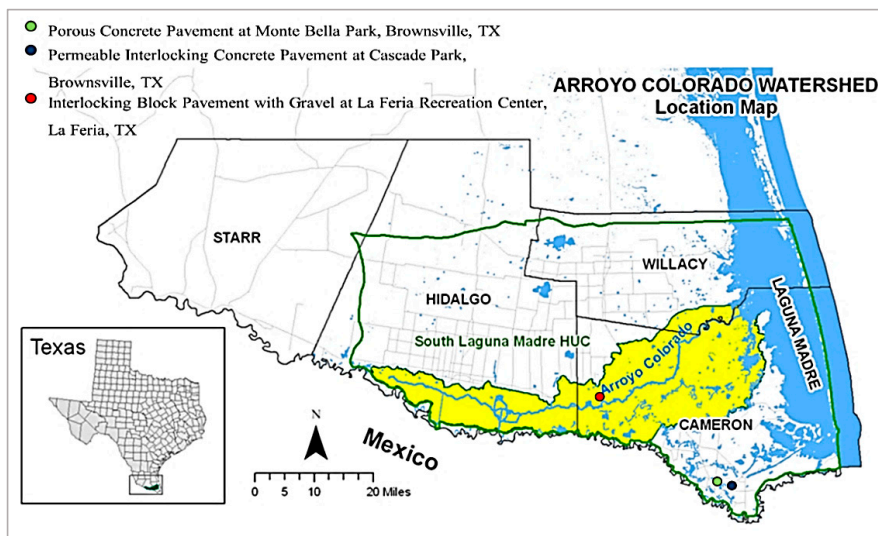 Porous Concrete Pavement at Monte Bella Park, Brownsville, TX
Permeable Interlocking Concrete Pavement at Cascade Park,
Brownsville, TX
Interlocking Block Pavement with Gravel at La Feria Recreation Center,
La Feria, TX
ARROYO COLORADO WATERSHED
Location Map
STARR
WILLACY
HIDALGO
LAGUNA MADRE
South Laguna Madre HUC
Arroyo Colorado
Texas
CAMERON
Mexico
N
0 5 10 20 Miles